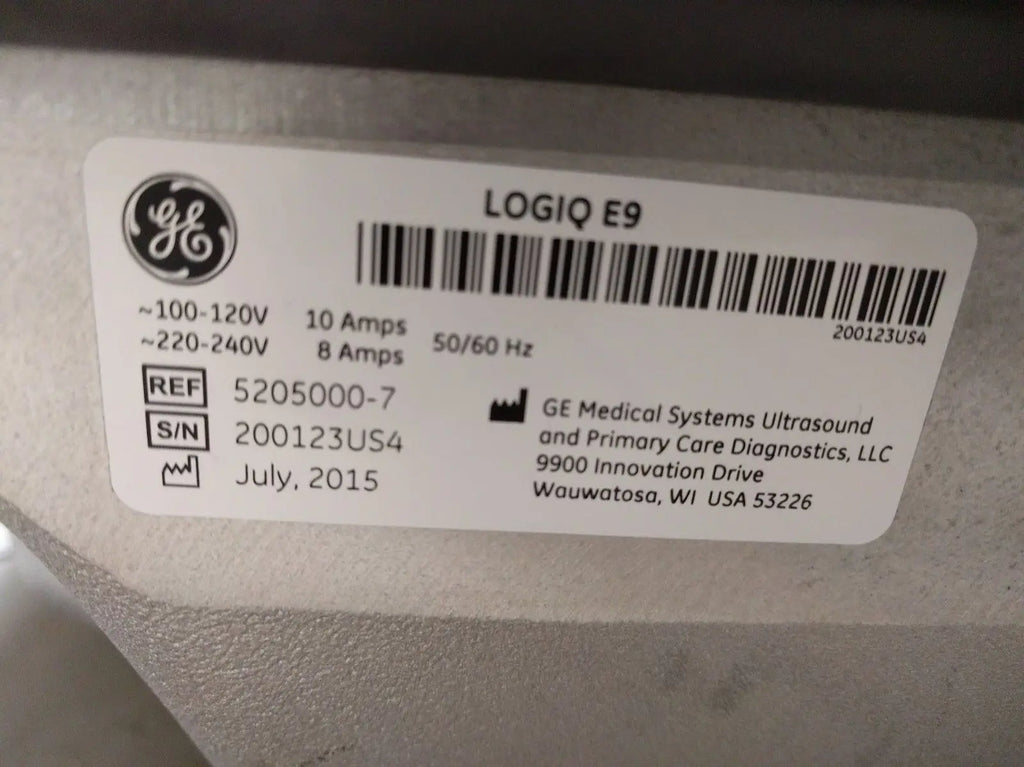 GE
LOGIQ E9
200123US4
~100-120V 10 Amps
~220-240V 8 Amps
50/60 Hz
REF 5205000-7
S/N 200123US4
July, 2015
GE Medical Systems Ultrasound
and Primary Care Diagnostics, LLC
9900 Innovation Drive
Wauwatosa, WI USA 53226